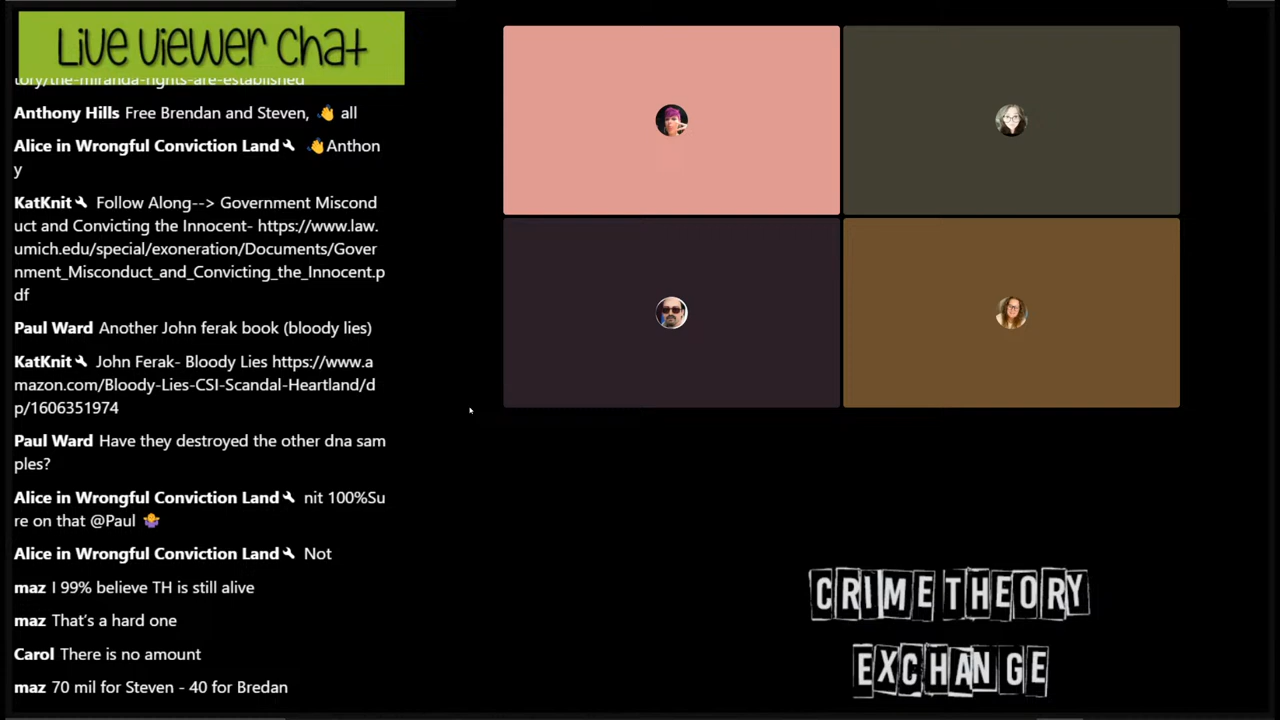 Live Viewer Chat
tory/the-miranda-rights-are-established
Anthony Hills Free Brendan and Steven, 👋 all
Alice in Wrongful Conviction Land 👋Anthon
y
KatKnit Follow Along--> Government Miscond
uct and Convicting the Innocent- https://www.law.
umich.edu/special/exoneration/Documents/Gover
nment_Misconduct_and_Convicting_the_Innocent.p
df
Paul Ward Another John ferak book (bloody lies)
KatKnit John Ferak- Bloody Lies https://www.a
mazon.com/Bloody-Lies-CSI-Scandal-Heartland/d
p/1606351974
Paul Ward Have they destroyed the other dna sam
ples?
Alice in Wrongful Conviction Land nit 100%Su
re on that @Paul 🤷
Alice in Wrongful Conviction Land Not
maz I 99% believe TH is still alive
maz That's a hard one
Carol There is no amount
maz 70 mil for Steven - 40 for Bredan
CRIME THEORY
EXCHANGE